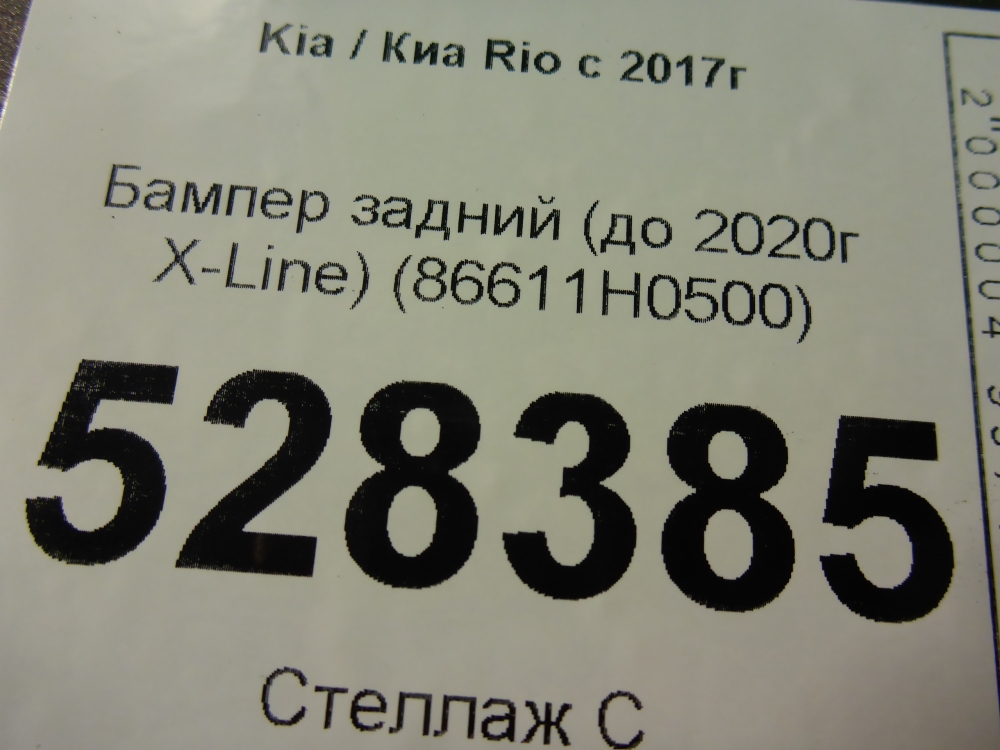 Kia / Киа Rio с 2017г
Бампер задний (до 2020г
X-Line) (86611H0500)
528385
Стеллаж С